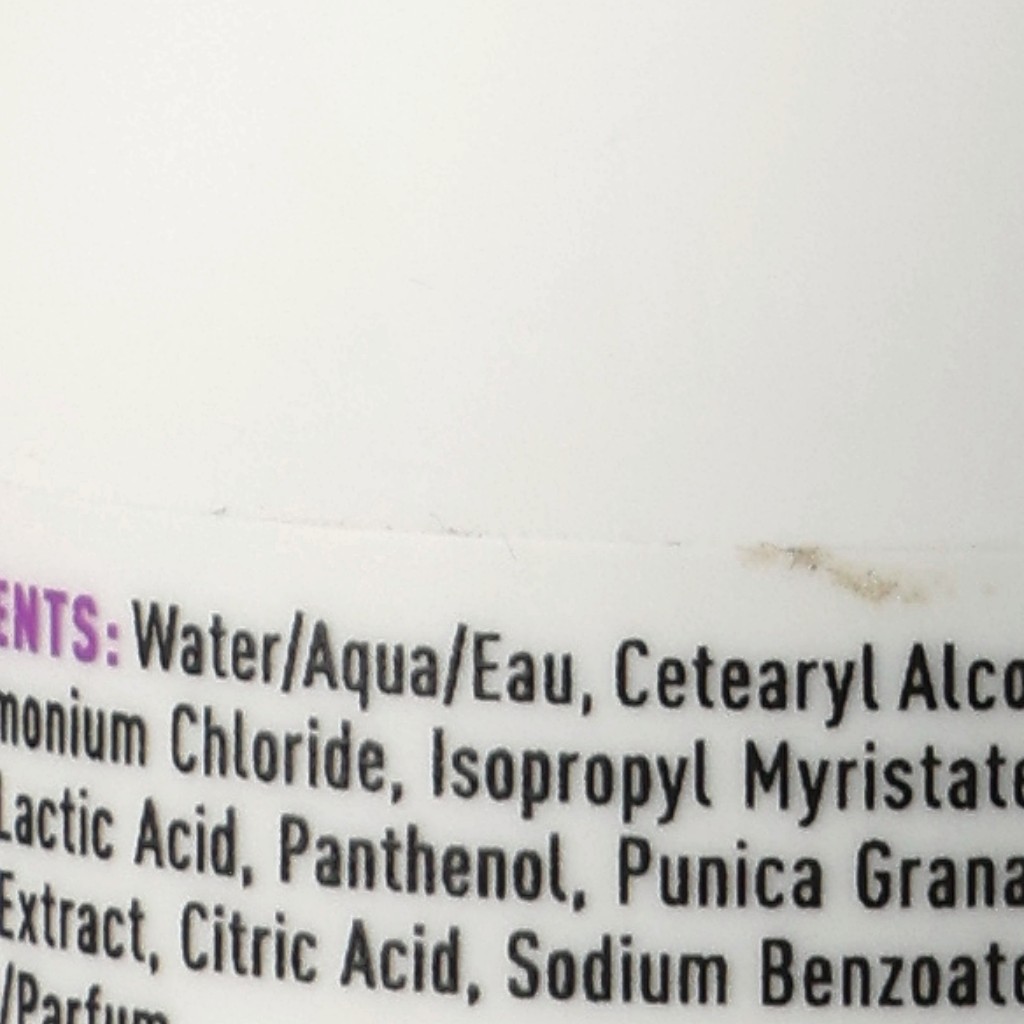 ENTS: Water/Aqua/Eau, Cetearyl Alco
monium Chloride, Isopropyl Myristate
Lactic Acid, Panthenol, Punica Grana
Extract, Citric Acid, Sodium Benzoate
/Parfum